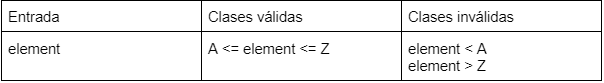 Entrada Clases válidas Clases inválidas
element A <= element <= Z element < A
element > Z